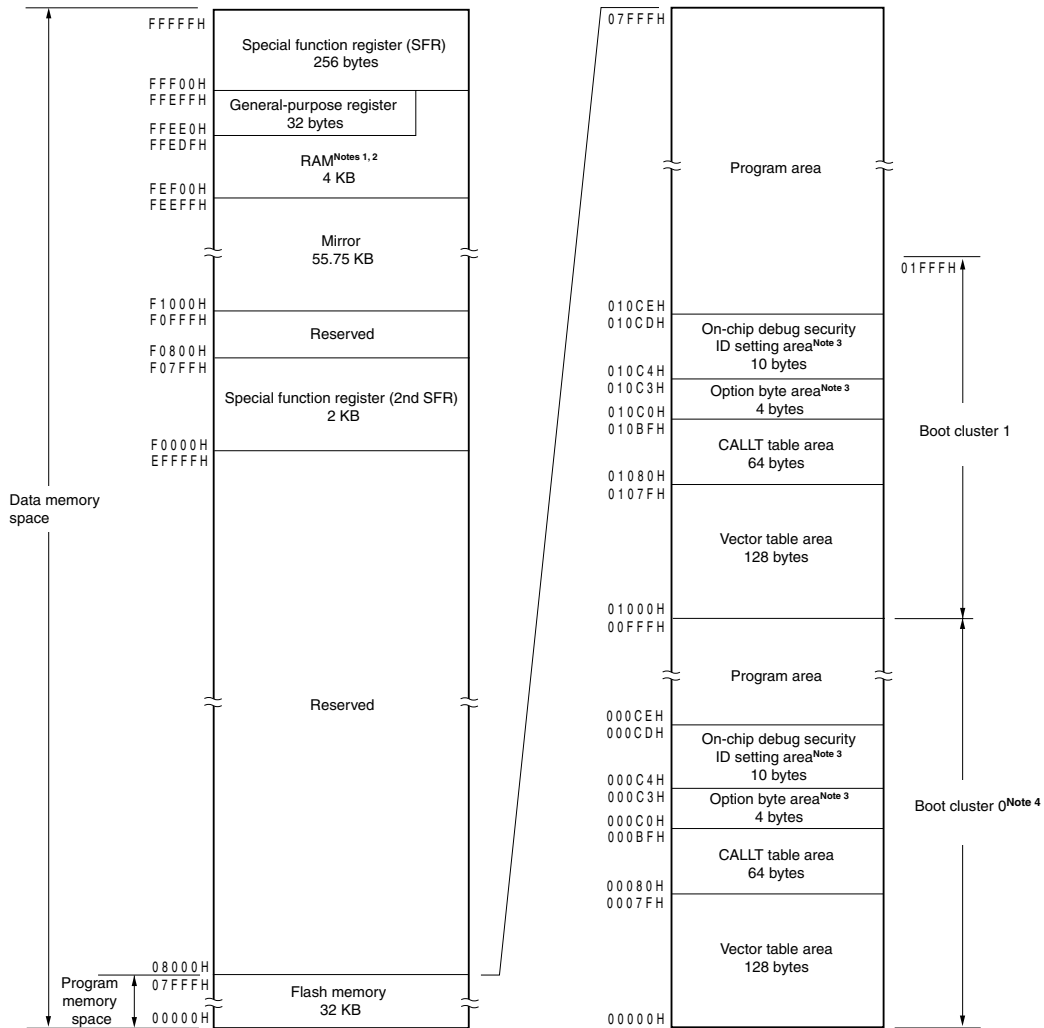 FFFFFH
Special function register (SFR)
256 bytes
FFF00H
FFEFFH
General-purpose register
32 bytes
FFEE0H
FFEDFH
RAMNotes 1, 2
4 KB
FEF00H
FEEFFH
Mirror
55.75 KB
F1000H
F0FFFH
Reserved
F0800H
F07FFH
Special function register (2nd SFR)
2 KB
F0000H
EFFFFH
Data memory
space
Reserved
08000H
07FFFH
Program
memory
space
Flash memory
32 KB
00000H
07FFFH
Program area
01FFFH
010CEH
010CDH
On-chip debug security
ID setting areaNote 3
10 bytes
010C4H
010C3H
Option byte areaNote 3
4 bytes
010C0H
010BFH
Boot cluster 1
CALLT table area
64 bytes
01080H
0107FH
Vector table area
128 bytes
01000H
00FFFH
Program area
000CEH
000CDH
On-chip debug security
ID setting areaNote 3
10 bytes
000C4H
000C3H
Option byte areaNote 3
4 bytes
Boot cluster 0Note 4
000C0H
000BFH
CALLT table area
64 bytes
00080H
0007FH
Vector table area
128 bytes
00000H